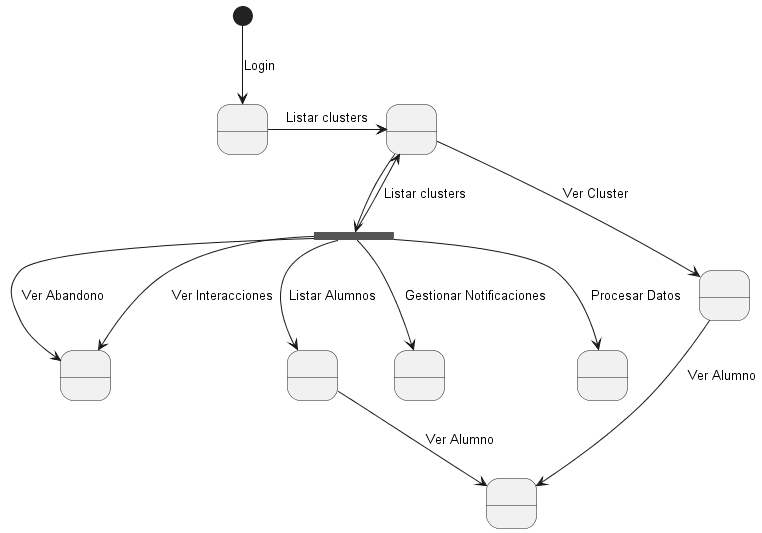 Login
Listar clusters
Listar clusters
Ver Cluster
Ver Abandono
Ver Interacciones
Listar Alumnos
Gestionar Notificaciones
Procesar Datos
Ver Alumno
Ver Alumno